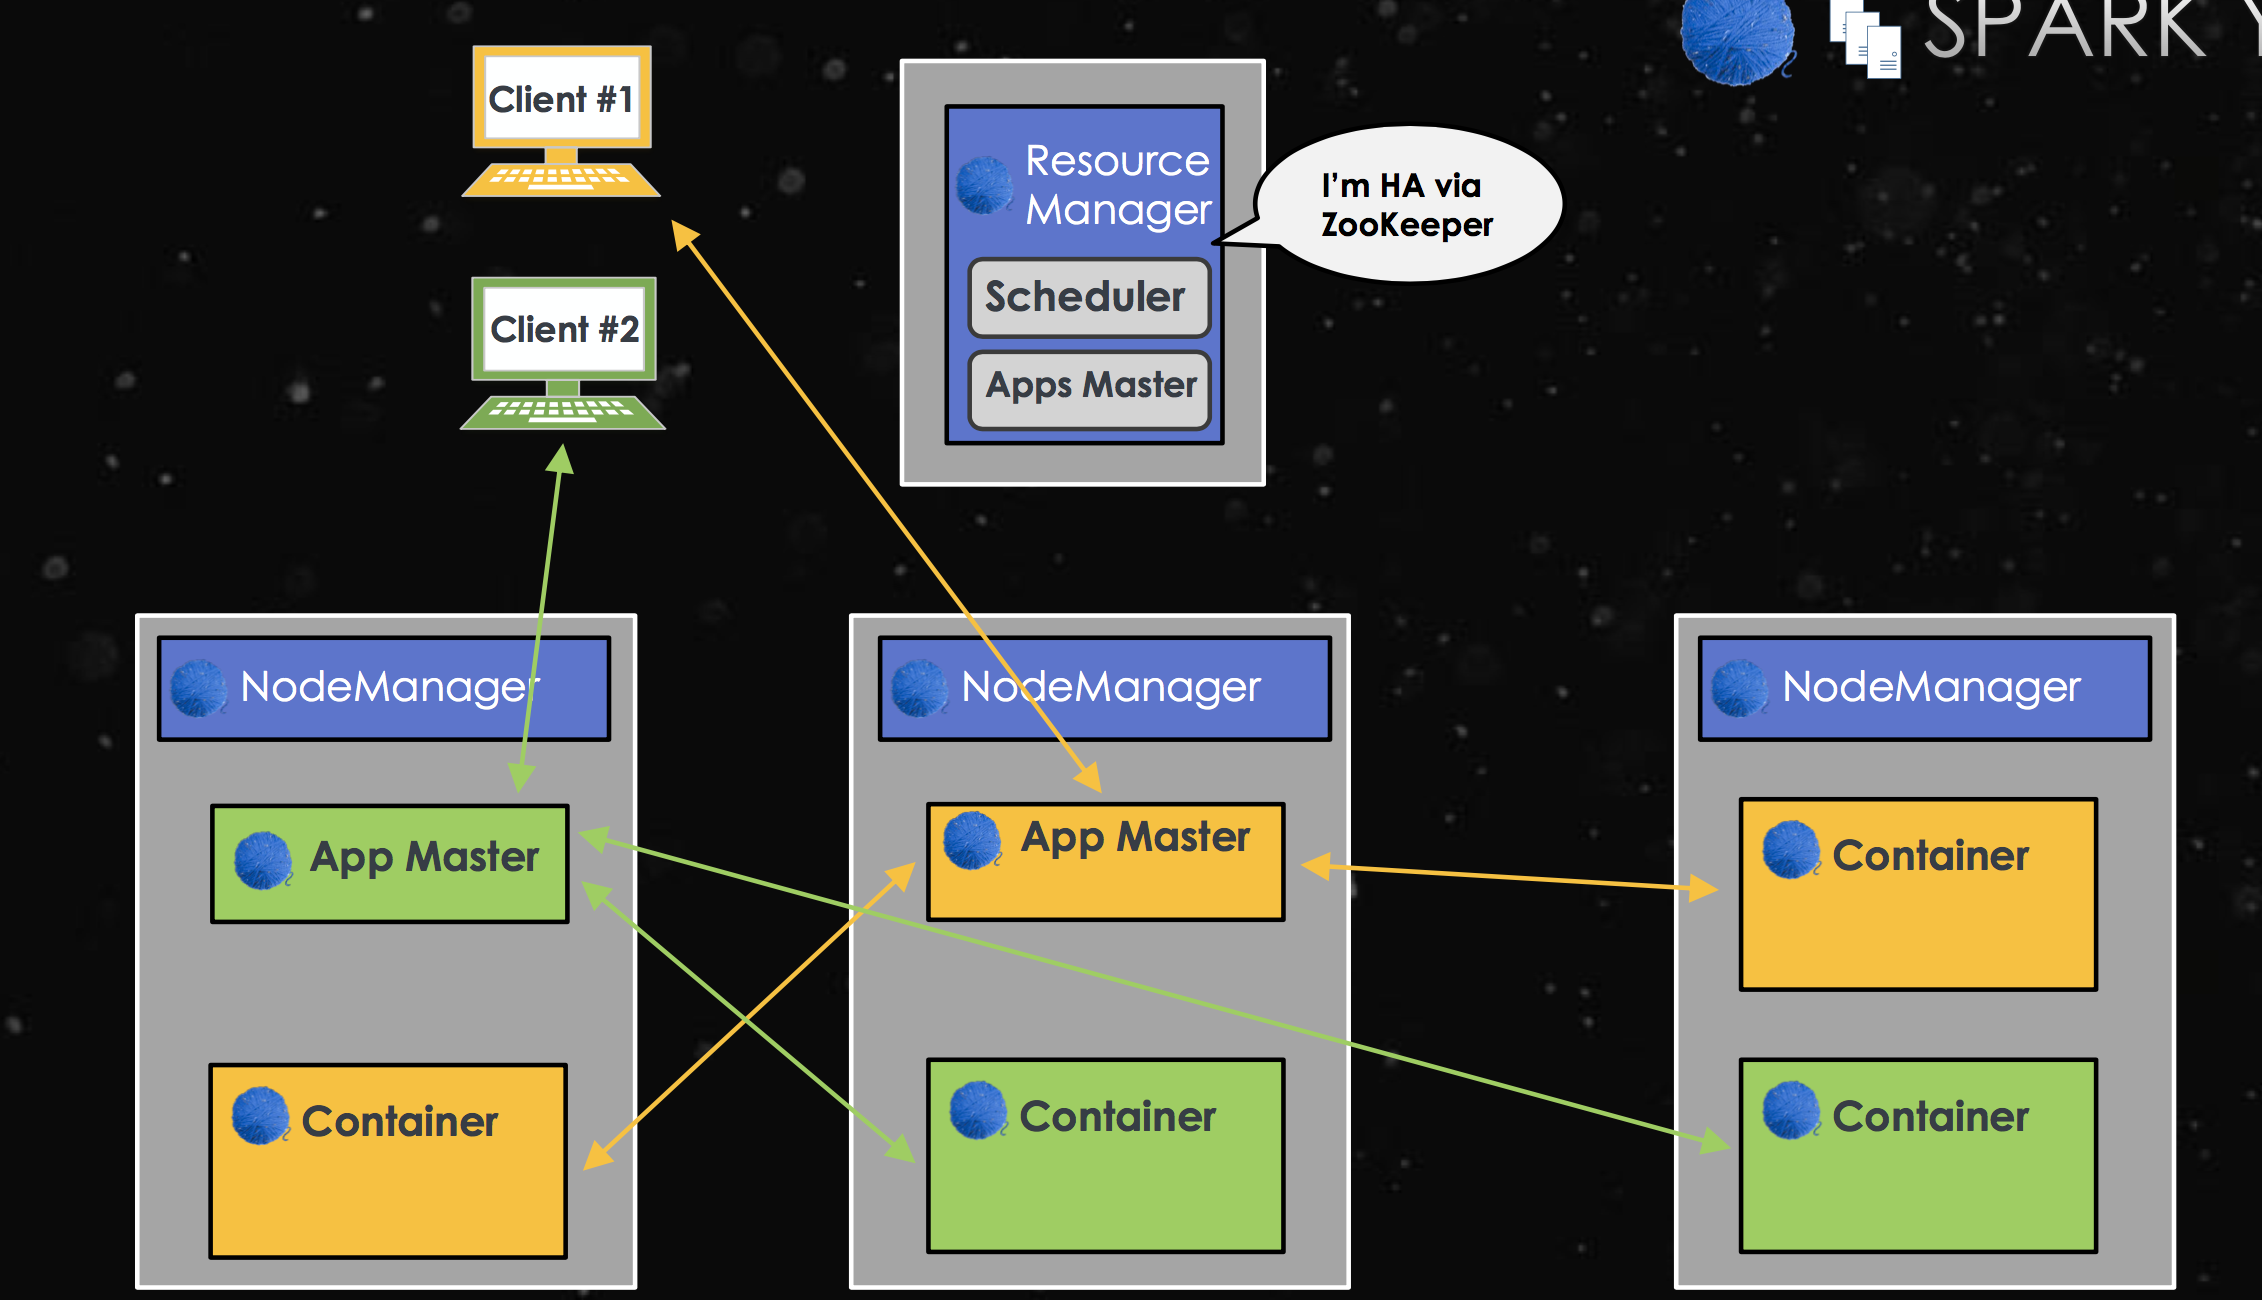 SPARK
Client #1
Resource
Manager
I'm HA via
ZooKeeper
Scheduler
Apps Master
Client #2
NodeManager
NodeManager
NodeManager
App Master
App Master
Container
Container
Container
Container